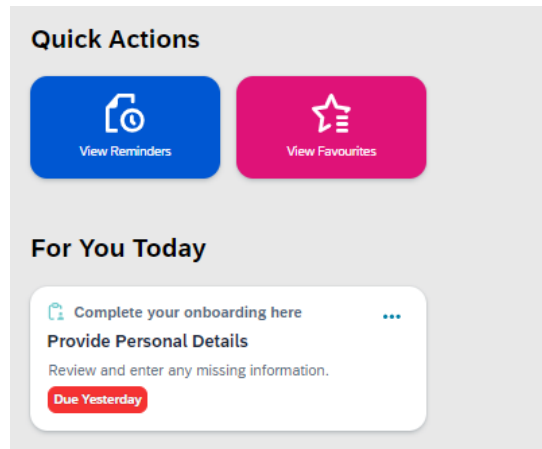 Quick Actions
View Reminders
View Favourites
For You Today
Complete your onboarding here
Provide Personal Details
Review and enter any missing information.
Due Yesterday